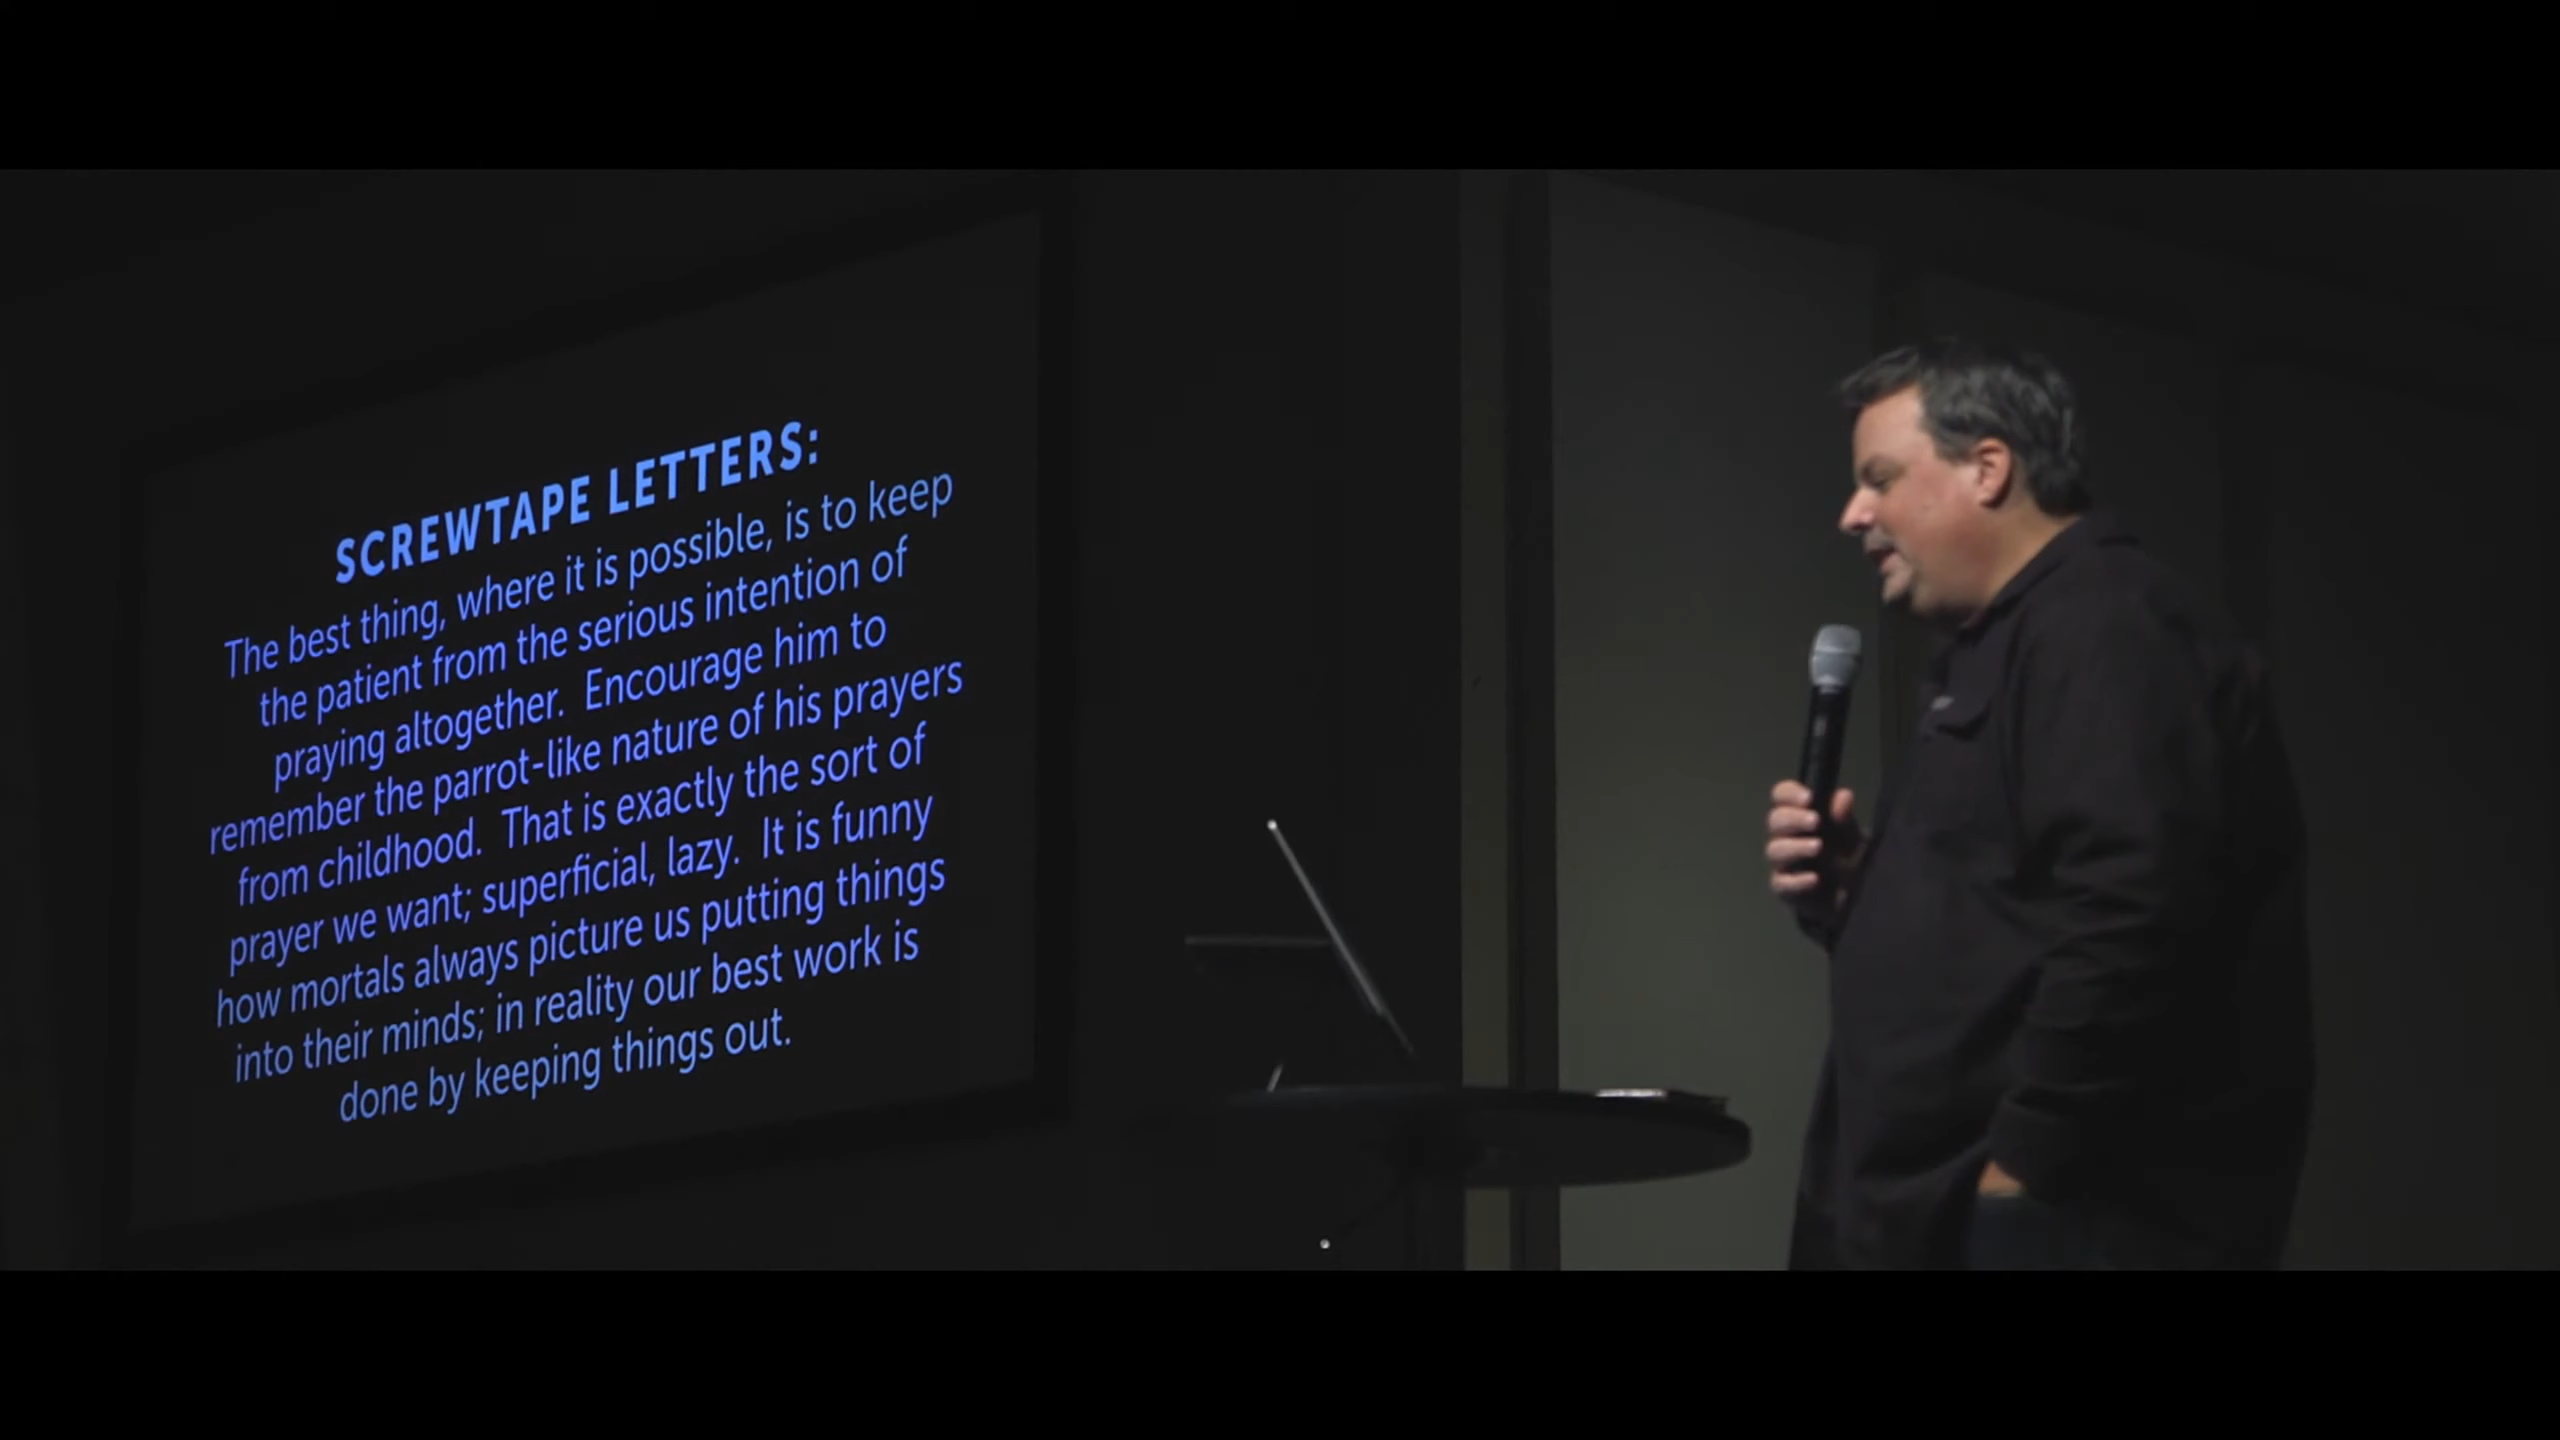 SCREWTAPE LETTERS:
The best thing, where it is possible, is to keep
the patient from the serious intention of
praying altogether. Encourage him to
remember the parrot-like nature of his prayers
from childhood. That is exactly the sort of
prayer we want; superficial, lazy. It is funny
how mortals always picture us putting things
into their minds; in reality our best work is
done by keeping things out.